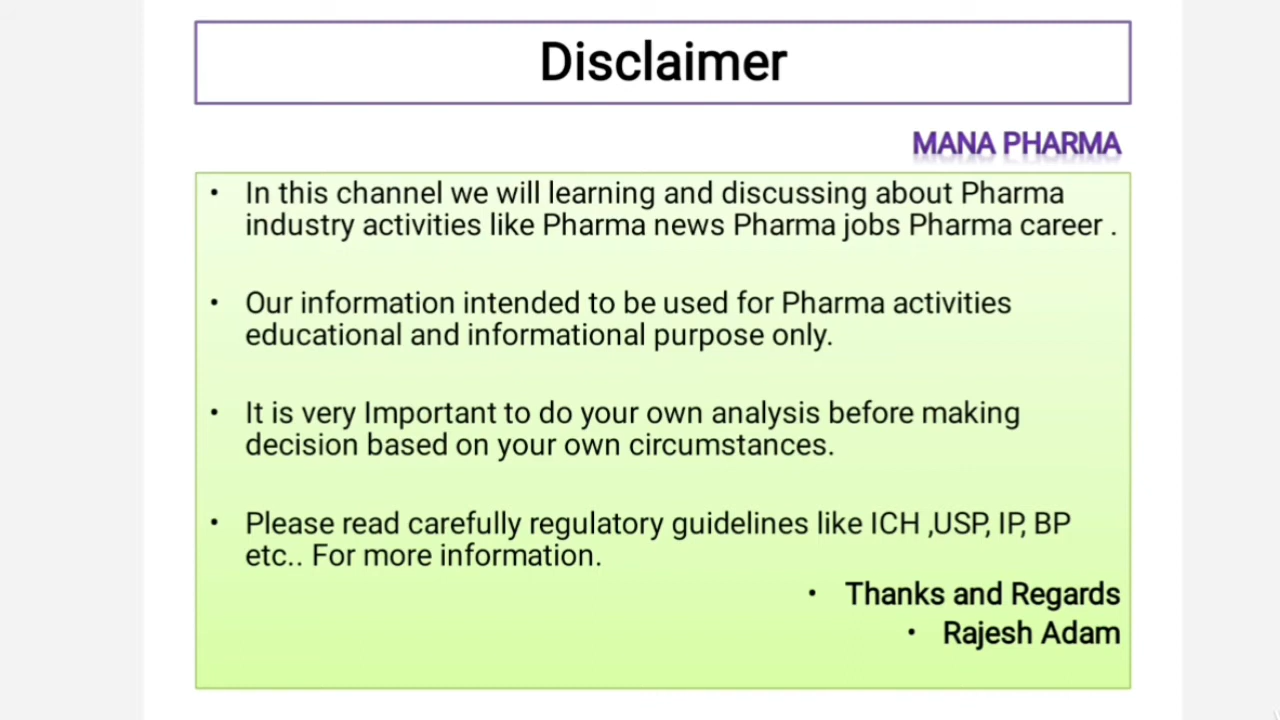 Disclaimer
MANA PHARMA
• In this channel we will learning and discussing about Pharma
industry activities like Pharma news Pharma jobs Pharma career .
• Our information intended to be used for Pharma activities
educational and informational purpose only.
• It is very Important to do your own analysis before making
decision based on your own circumstances.
• Please read carefully regulatory guidelines like ICH ,USP, IP, BP
etc.. For more information.
• Thanks and Regards
• Rajesh Adam